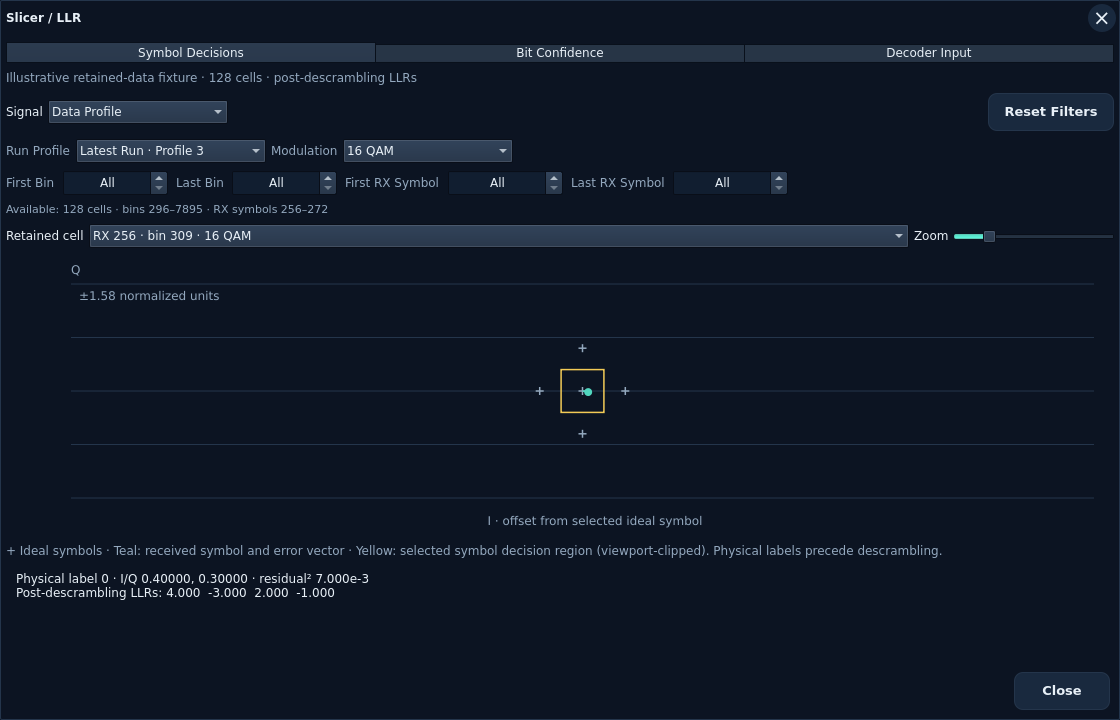 Slicer / LLR
Symbol Decisions Bit Confidence Decoder Input
Illustrative retained-data fixture · 128 cells · post-descrambling LLRs
Signal Data Profile Reset Filters
Run Profile Latest Run · Profile 3 Modulation 16 QAM
First Bin All Last Bin All First RX Symbol All Last RX Symbol All
Available: 128 cells · bins 296–7895 · RX symbols 256–272
Retained cell RX 256 · bin 309 · 16 QAM Zoom
Q
±1.58 normalized units
I · offset from selected ideal symbol
+ Ideal symbols · Teal: received symbol and error vector · Yellow: selected symbol decision region (viewport-clipped). Physical labels precede descrambling.
Physical label 0 · I/Q 0.40000, 0.30000 · residual² 7.000e-3
Post-descrambling LLRs: 4.000 -3.000 2.000 -1.000
Close